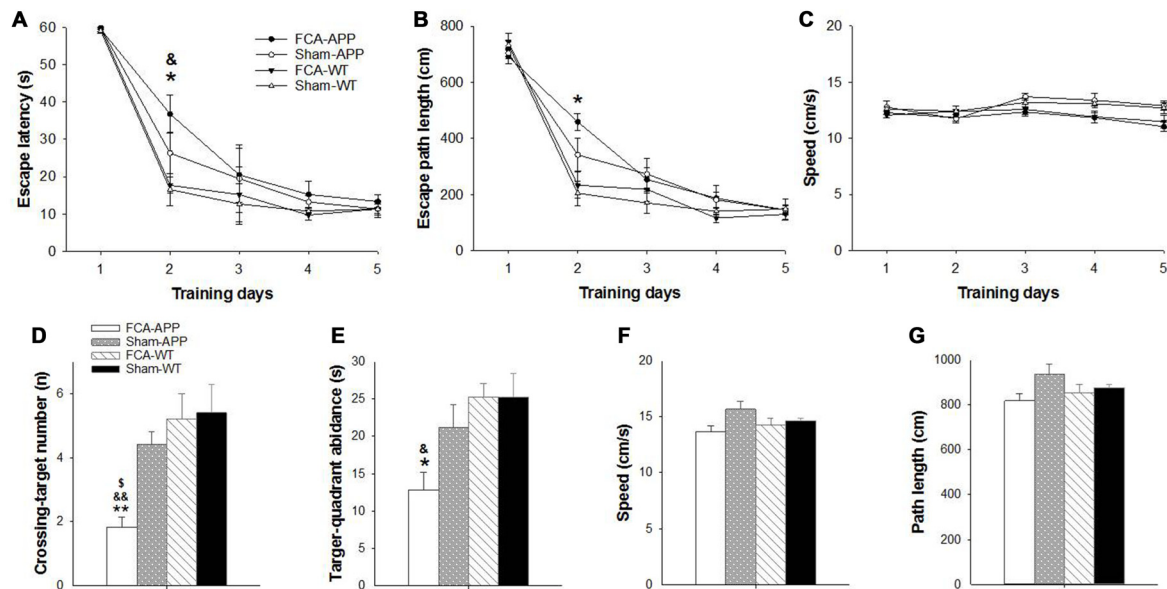 A
Escape latency (s)
60
50
40
30
20
10
0
&
*
FCA-APP
Sham-APP
FCA-WT
Sham-WT
1 2 3 4 5
Training days
B
Escape path length (cm)
800
600
400
200
0
*
1 2 3 4 5
Training days
C
Speed (cm/s)
20
15
10
5
0
1 2 3 4 5
Training days
D
FCA-APP
Sham-APP
FCA-WT
Sham-WT
Crossing-target number (n)
6
4
2
0
$
&&
**
E
Targer-quadrant abidance (s)
35
30
25
20
15
10
5
0
&
*
F
Speed (cm/s)
20
15
10
5
0
G
Path length (cm)
1000
800
600
400
200
0